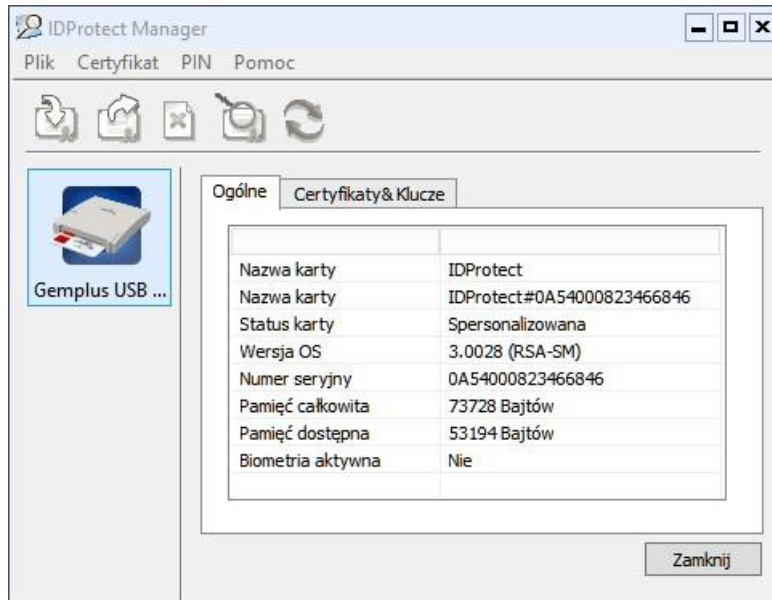 IDProtect Manager
Plik Certyfikat PIN Pomoc
Gemplus USB ...
Ogólne Certyfikaty& Klucze
Nazwa karty IDProtect
Nazwa karty IDProtect#0A54000823466846
Status karty Spersonalizowana
Wersja OS 3.0028 (RSA-SM)
Numer seryjny 0A54000823466846
Pamięć całkowita 73728 Bajtów
Pamięć dostępna 53194 Bajtów
Biometria aktywna Nie
Zamknij